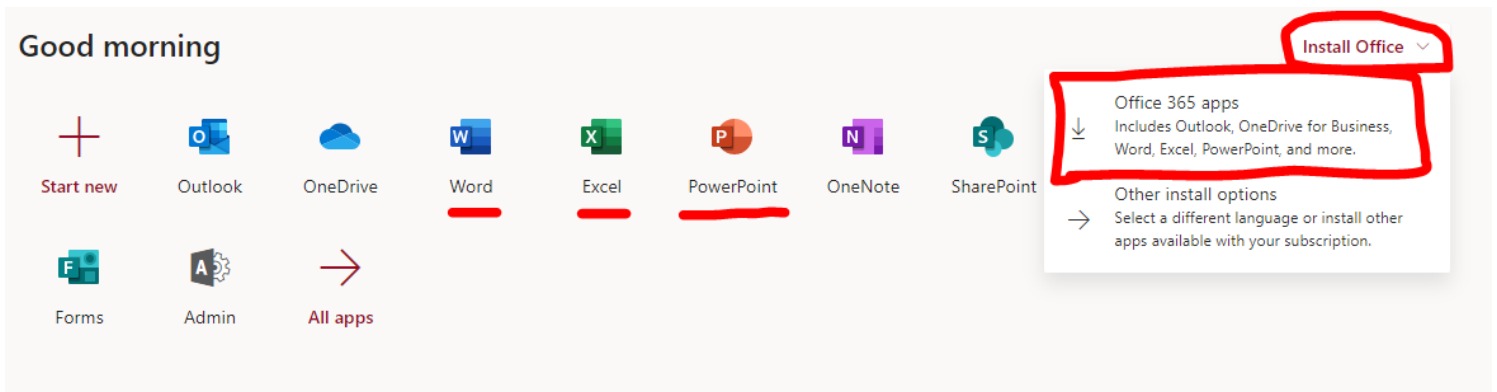 Good morning
Install Office
Office 365 apps
Includes Outlook, OneDrive for Business,
Word, Excel, PowerPoint, and more.
Other install options
Select a different language or install other
apps available with your subscription.
O
W
X
P
N
S
Start new
Outlook
OneDrive
Word
Excel
PowerPoint
OneNote
SharePoint
F
A
Forms
Admin
All apps